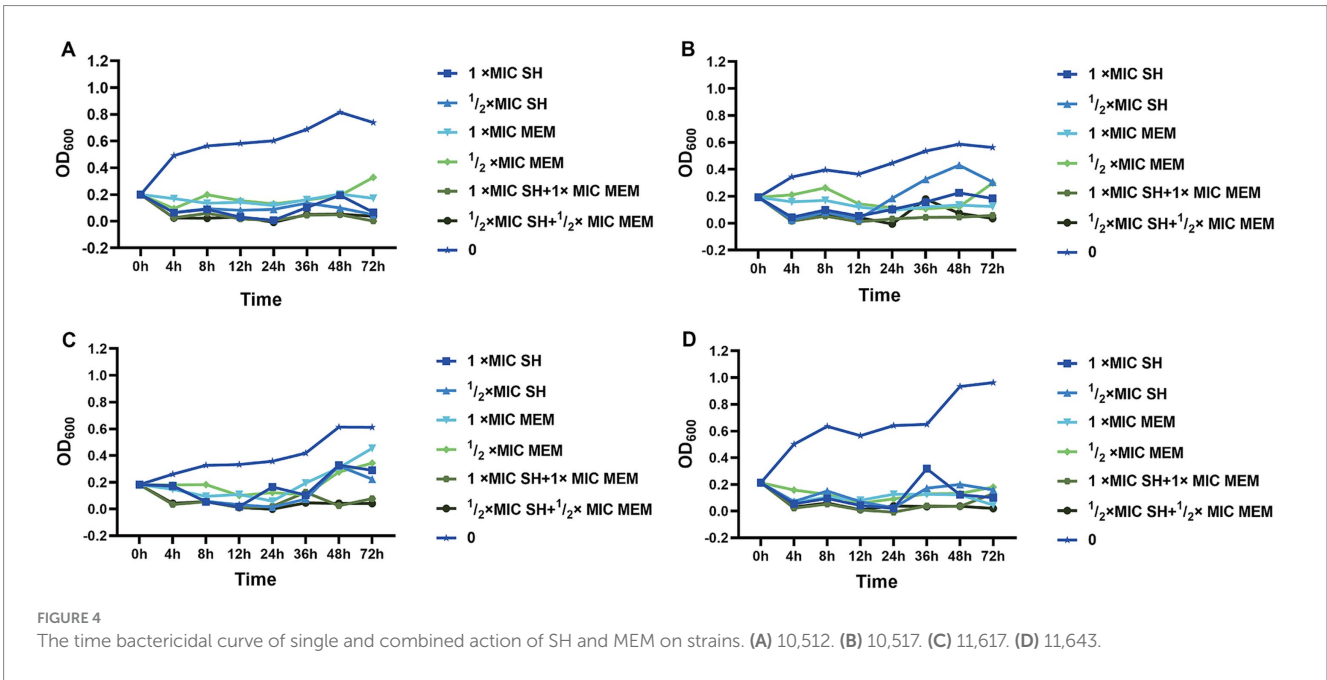 A
1.2
1.0
0.8
0.6
0.4
0.2
0.0
-0.2
OD600
0h 4h 8h 12h 24h 36h 48h 72h
Time
1 ×MIC SH
1/2×MIC SH
1 ×MIC MEM
1/2 ×MIC MEM
1 ×MIC SH+1× MIC MEM
1/2×MIC SH+1/2× MIC MEM
0
B
1.2
1.0
0.8
0.6
0.4
0.2
0.0
-0.2
OD600
0h 4h 8h 12h 24h 36h 48h 72h
Time
1 ×MIC SH
1/2×MIC SH
1 ×MIC MEM
1/2 ×MIC MEM
1 ×MIC SH+1× MIC MEM
1/2×MIC SH+1/2× MIC MEM
0
C
1.2
1.0
0.8
0.6
0.4
0.2
0.0
-0.2
OD600
0h 4h 8h 12h 24h 36h 48h 72h
Time
1 ×MIC SH
1/2×MIC SH
1 ×MIC MEM
1/2 ×MIC MEM
1 ×MIC SH+1× MIC MEM
1/2×MIC SH+1/2× MIC MEM
0
D
1.2
1.0
0.8
0.6
0.4
0.2
0.0
-0.2
OD600
0h 4h 8h 12h 24h 36h 48h 72h
Time
1 ×MIC SH
1/2×MIC SH
1 ×MIC MEM
1/2 ×MIC MEM
1 ×MIC SH+1× MIC MEM
1/2×MIC SH+1/2× MIC MEM
0
FIGURE 4
The time bactericidal curve of single and combined action of SH and MEM on strains. (A) 10,512. (B) 10,517. (C) 11,617. (D) 11,643.